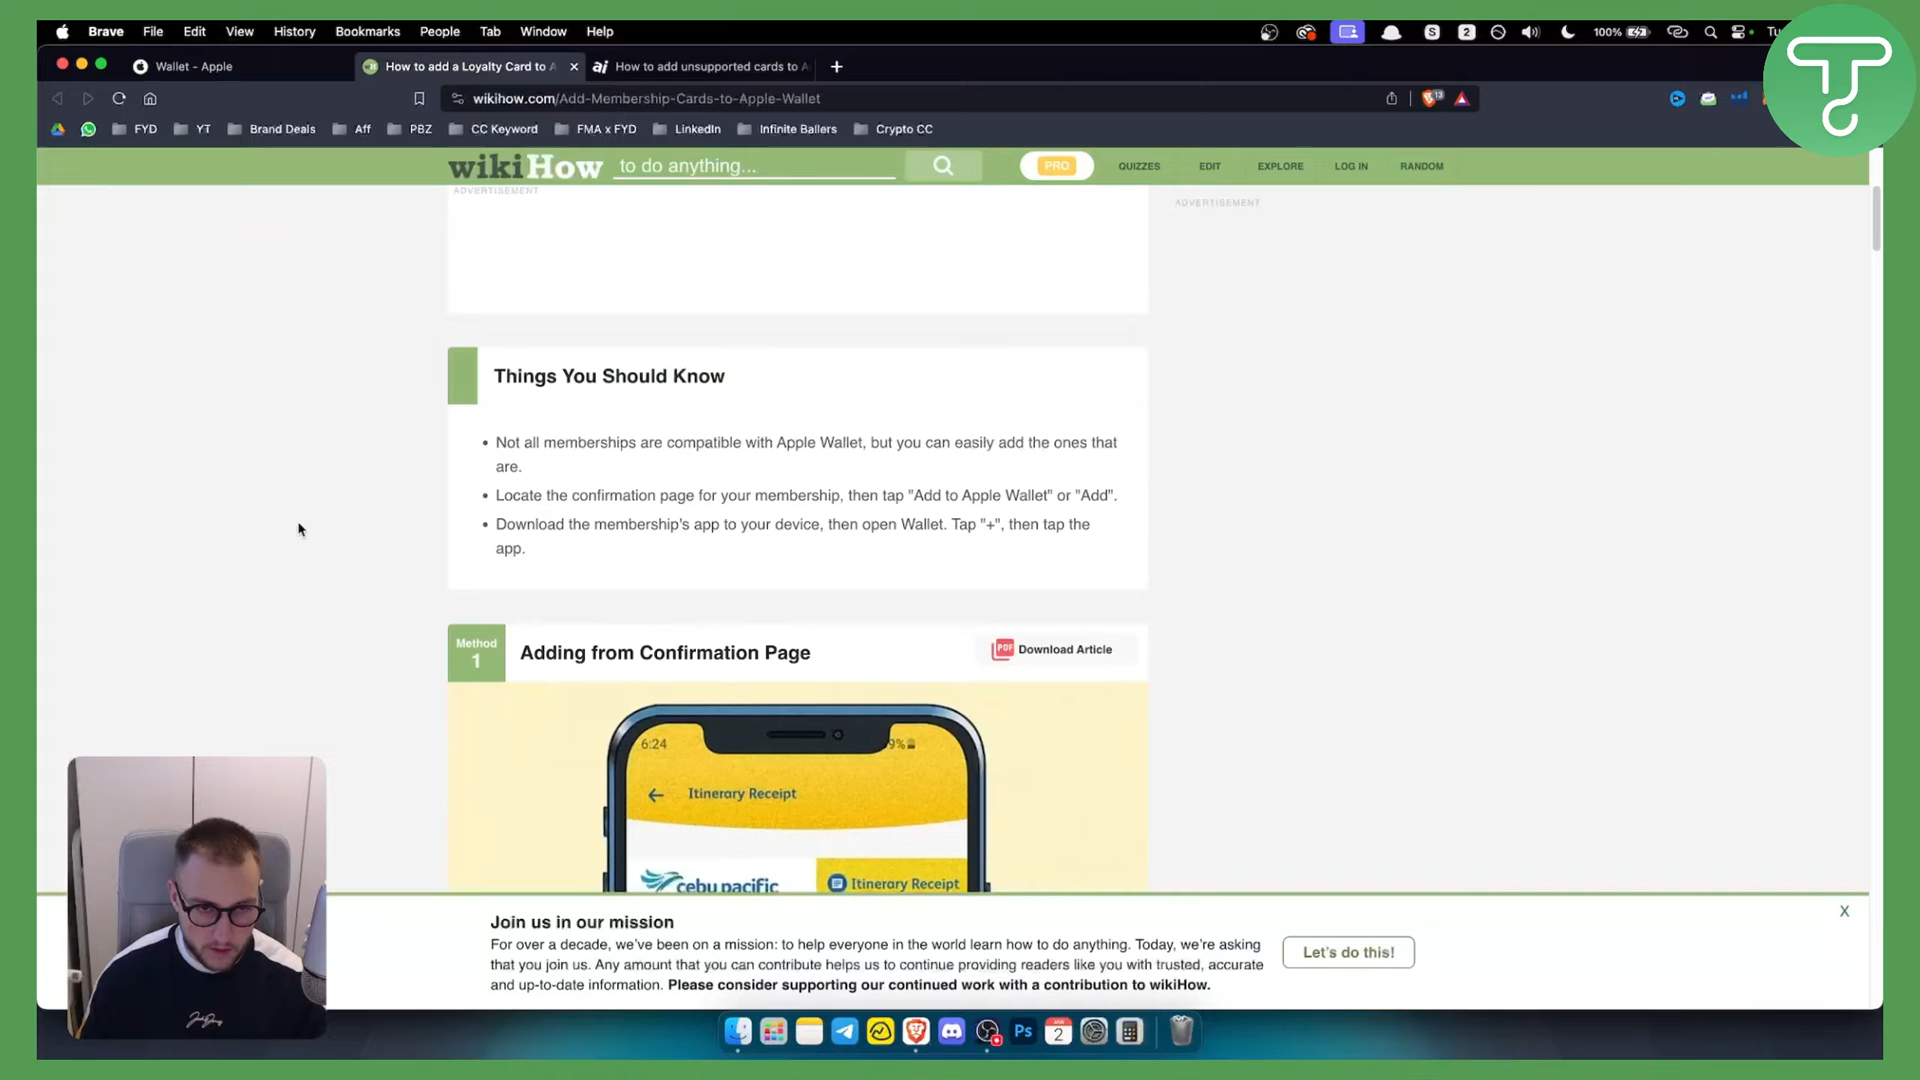 Brave File Edit View History Bookmarks People Tab Window Help
S 2 100% Tu
Wallet - Apple
How to add a Loyalty Card to A
ai How to add unsupported cards to A
wikihow.com/Add-Membership-Cards-to-Apple-Wallet
13
FYD YT Brand Deals Aff PBZ CC Keyword FMA x FYD LinkedIn Infinite Ballers Crypto CC
wikiHow to do anything... PRO QUIZZES EDIT EXPLORE LOG IN RANDOM
ADVERTISEMENT
ADVERTISEMENT
Things You Should Know
• Not all memberships are compatible with Apple Wallet, but you can easily add the ones that
are.
• Locate the confirmation page for your membership, then tap "Add to Apple Wallet" or "Add".
• Download the membership's app to your device, then open Wallet. Tap "+", then tap the
app.
Method
1
Adding from Confirmation Page
PDF Download Article
6:24 9%
Itinerary Receipt
cebu pacific
Itinerary Receipt
Join us in our mission
X
For over a decade, we've been on a mission: to help everyone in the world learn how to do anything. Today, we're asking
that you join us. Any amount that you can contribute helps us to continue providing readers like you with trusted, accurate
and up-to-date information. Please consider supporting our continued work with a contribution to wikiHow.
Let's do this!
Ps
JAN
2